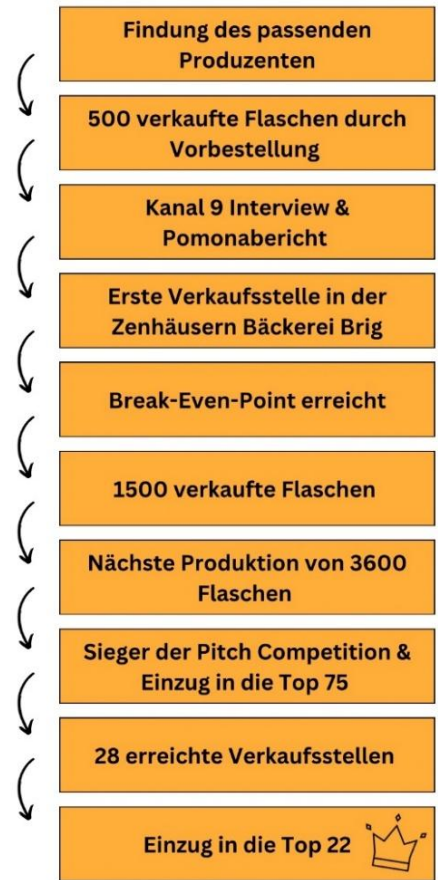 Findung des passenden
Produzenten
500 verkaufte Flaschen durch
Vorbestellung
Kanal 9 Interview &
Pomonabericht
Erste Verkaufsstelle in der
Zenhäusern Bäckerei Brig
Break-Even-Point erreicht
1500 verkaufte Flaschen
Nächste Produktion von 3600
Flaschen
Sieger der Pitch Competition &
Einzug in die Top 75
28 erreichte Verkaufsstellen
Einzug in die Top 22